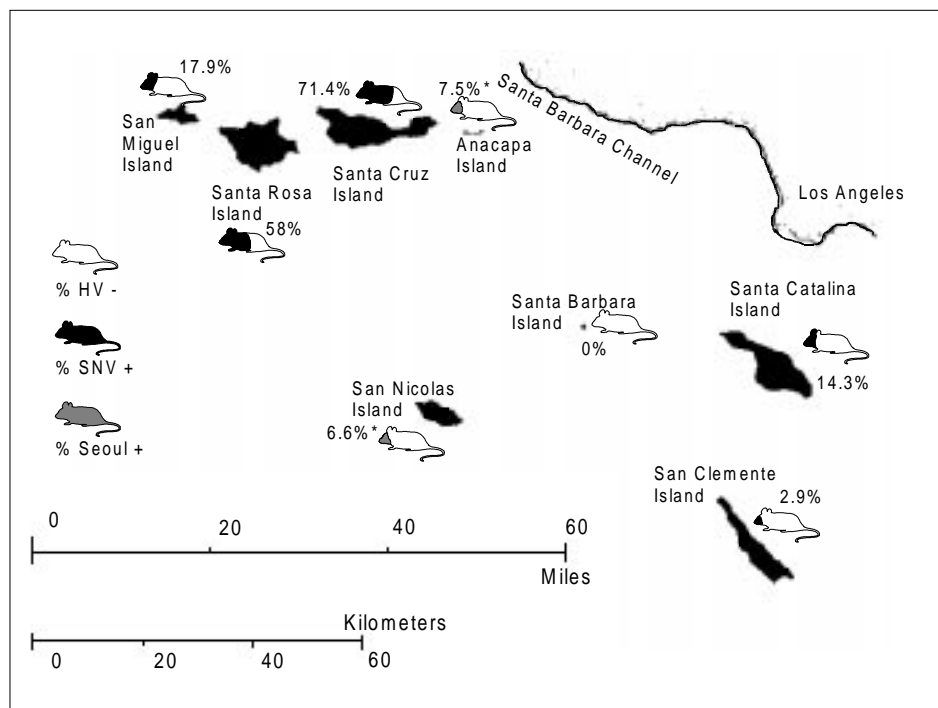 17.9%
San
Miguel
Island
71.4%
7.5% *
Santa Barbara Channel
Anacapa
Island
Santa Cruz
Island
Santa Rosa
Island
58%
Los Angeles
% HV -
% SNV +
% Seoul +
Santa Barbara
Island
0%
Santa Catalina
Island
14.3%
San Nicolas
Island
6.6% *
San Clemente
Island
2.9%
0 20 40 60
Miles
Kilometers
0 20 40 60